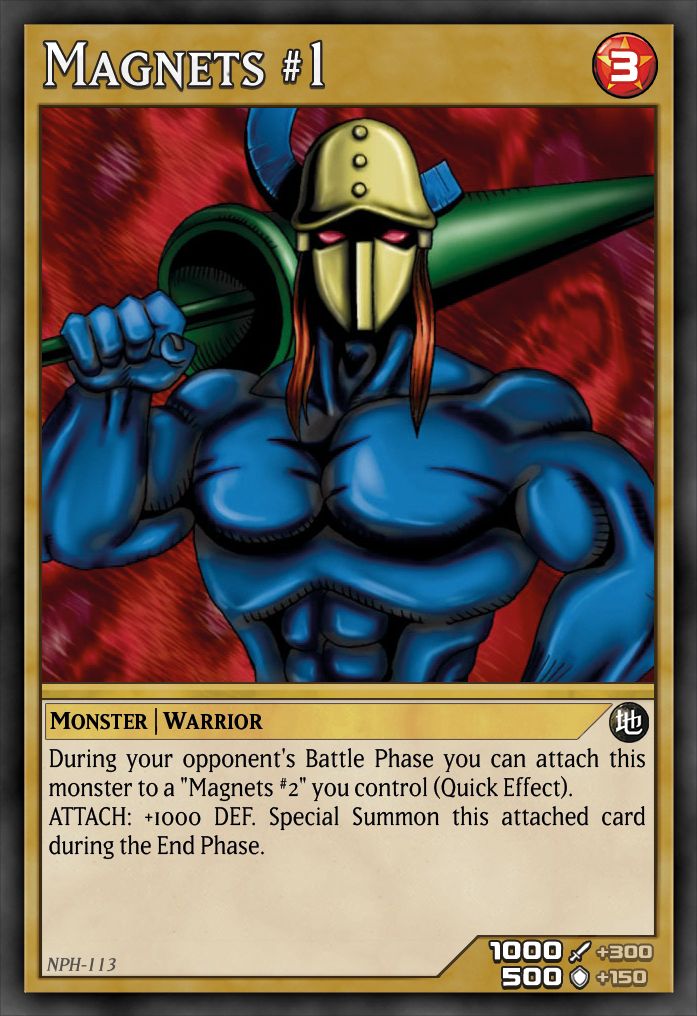 Magnets #1
3
Monster | Warrior
During your opponent's Battle Phase you can attach this
monster to a "Magnets #2" you control (Quick Effect).
ATTACH: +1000 DEF. Special Summon this attached card
during the End Phase.
NPH-113
1000 +300
500 +150